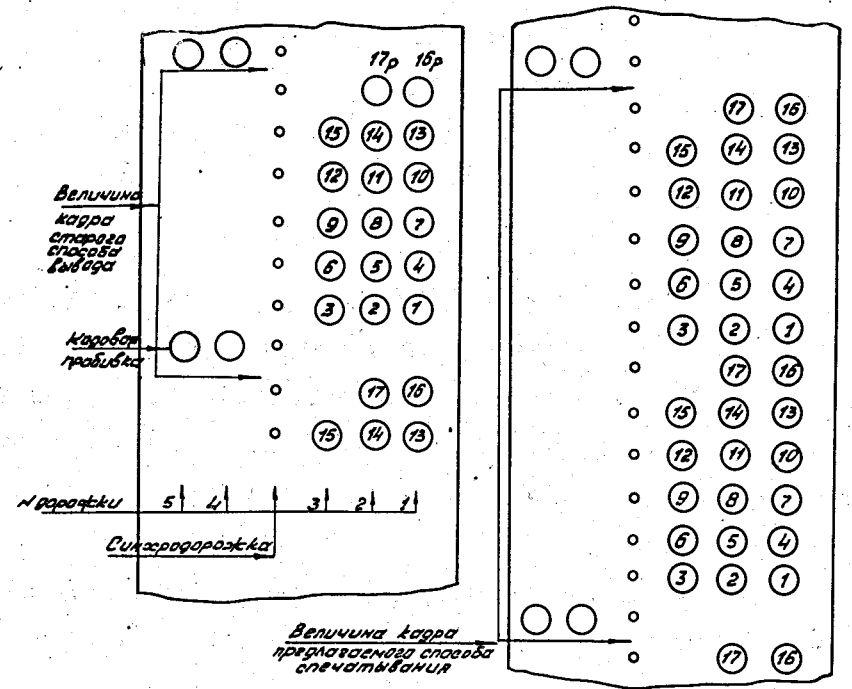 17р 16р
15 14 13
12 11 10
9 8 7
6 5 4
3 2 1
17 16
15 14 13
Величина
кадра
старого
способа
вывода
Кодовая
пробивка
N дорожки 5 4 3 2 1
Синхродорожка
17 16
15 14 13
12 11 10
9 8 7
6 5 4
3 2 1
17 16
15 14 13
12 11 10
9 8 7
6 5 4
3 2 1
17 16
Величина кадра
предлагаемого способа
спечатывания